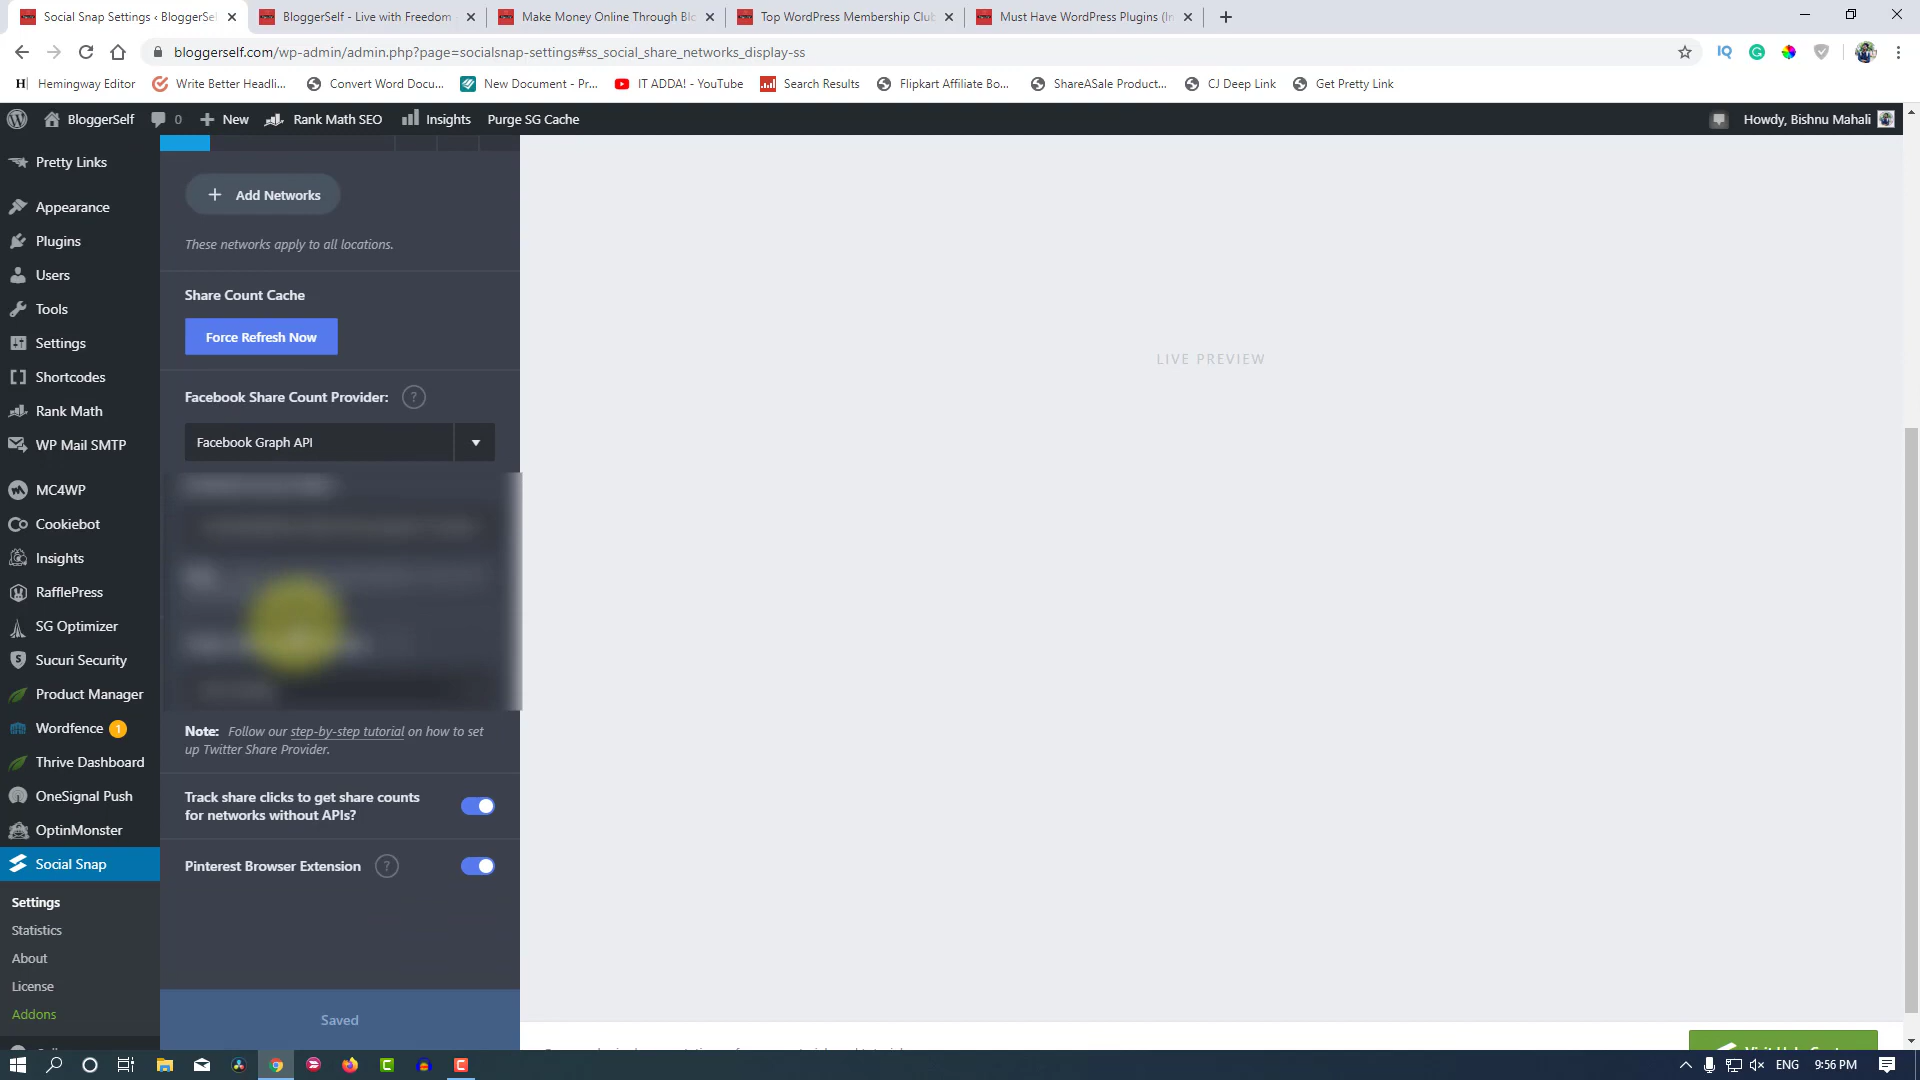 Social Snap Settings ‹ BloggerSel
BloggerSelf - Live with Freedom
Make Money Online Through Blo
Top WordPress Membership Club
Must Have WordPress Plugins (In
bloggerself.com/wp-admin/admin.php?page=socialsnap-settings#ss_social_share_networks_display-ss
Hemingway Editor
Write Better Headli...
Convert Word Docu...
New Document - Pr...
IT ADDA! - YouTube
Search Results
Flipkart Affiliate Bo...
ShareASale Product...
CJ Deep Link
Get Pretty Link
BloggerSelf
0
New
Rank Math SEO
Insights
Purge SG Cache
Howdy, Bishnu Mahali
Pretty Links
Appearance
Plugins
Users
Tools
Settings
Shortcodes
Rank Math
WP Mail SMTP
MC4WP
Cookiebot
Insights
RafflePress
SG Optimizer
Sucuri Security
Product Manager
Wordfence 1
Thrive Dashboard
OneSignal Push
OptinMonster
Social Snap
Settings
Statistics
About
License
Addons
+ Add Networks
These networks apply to all locations.
Share Count Cache
Force Refresh Now
Facebook Share Count Provider: ?
Facebook Graph API
Note: Follow our step-by-step tutorial on how to set
up Twitter Share Provider.
Track share clicks to get share counts
for networks without APIs?
Pinterest Browser Extension ?
Saved
LIVE PREVIEW
ENG
9:56 PM